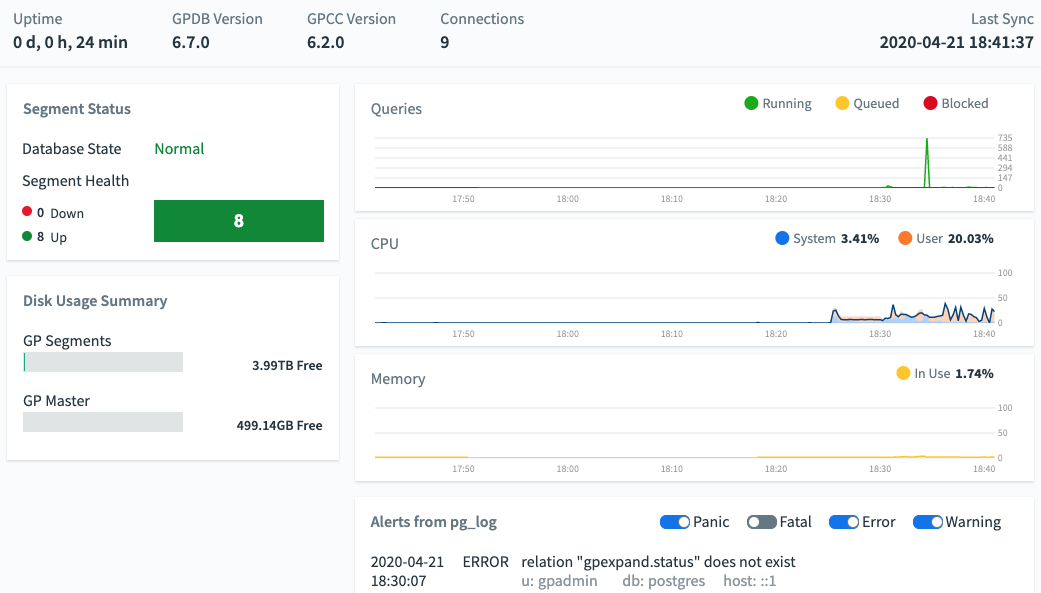 Uptime GPDB Version GPCC Version Connections Last Sync
0 d, 0 h, 24 min 6.7.0 6.2.0 9 2020-04-21 18:41:37
Segment Status
Database State Normal
Segment Health
0 Down
8 Up
8
Disk Usage Summary
GP Segments
3.99TB Free
GP Master
499.14GB Free
Queries Running Queued Blocked
735
588
441
294
147
0
17:50 18:00 18:10 18:20 18:30 18:40
CPU System 3.41% User 20.03%
100
50
0
17:50 18:00 18:10 18:20 18:30 18:40
Memory In Use 1.74%
100
50
0
17:50 18:00 18:10 18:20 18:30 18:40
Alerts from pg_log Panic Fatal Error Warning
2020-04-21 ERROR relation "gpexpand.status" does not exist
18:30:07 u: gpadmin db: postgres host: ::1